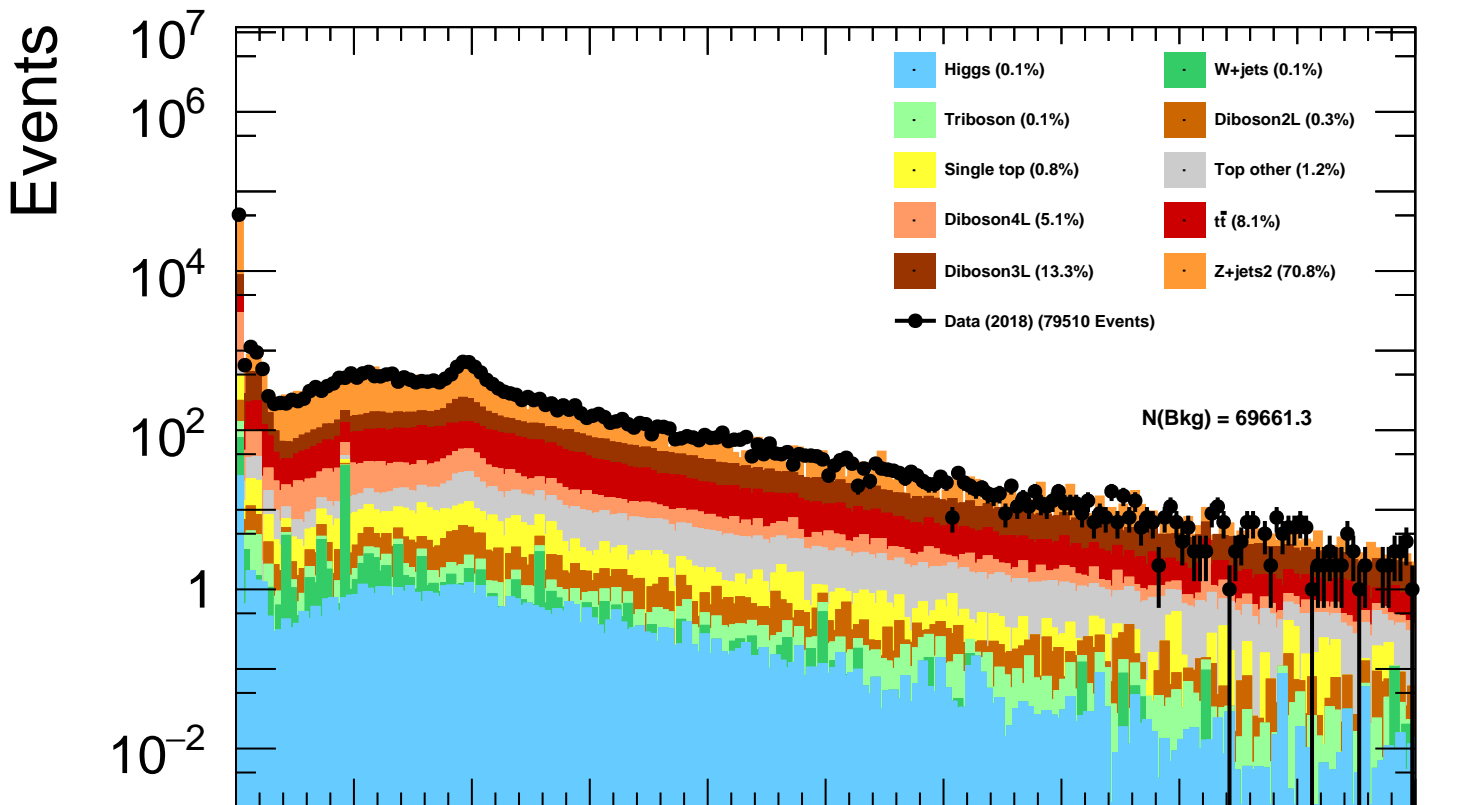 Events
10^7
10^6
10^4
10^2
1
10^−2
Higgs (0.1%)
W+jets (0.1%)
Triboson (0.1%)
Diboson2L (0.3%)
Single top (0.8%)
Top other (1.2%)
Diboson4L (5.1%)
tt̄ (8.1%)
Diboson3L (13.3%)
Z+jets2 (70.8%)
Data (2018) (79510 Events)
N(Bkg) = 69661.3